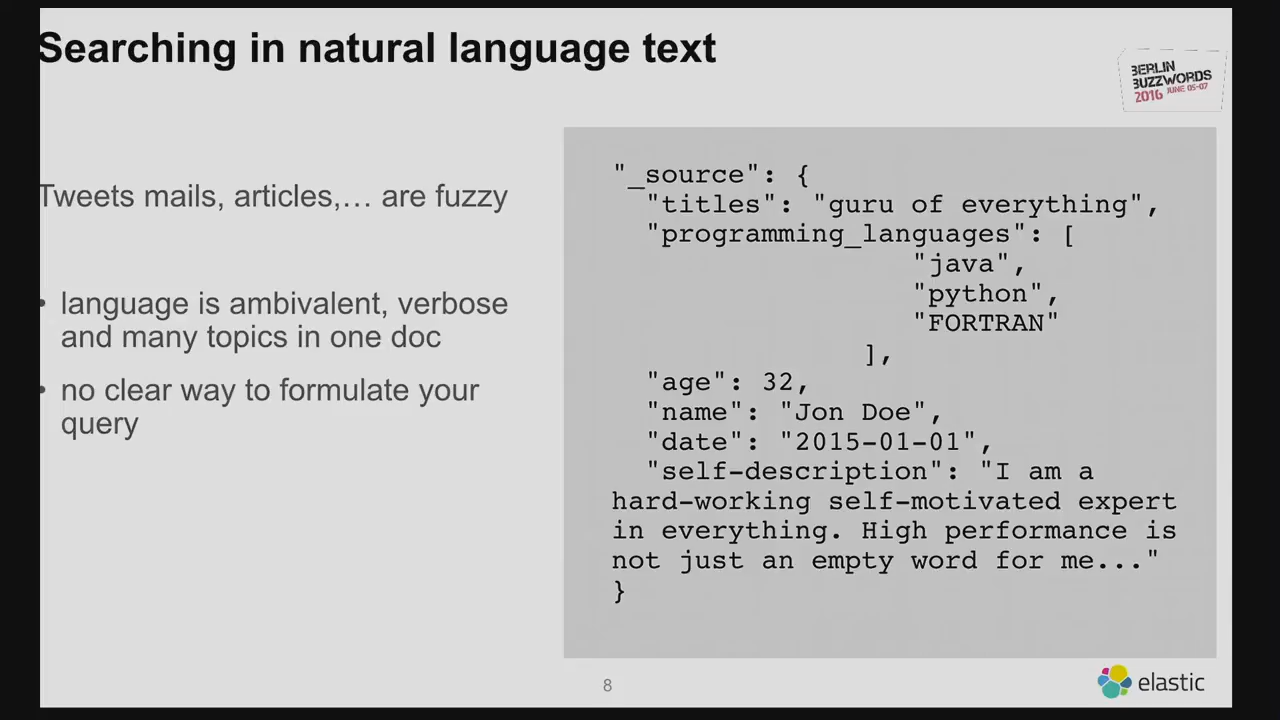 Searching in natural language text
BERLIN
BUZZWORDS
2016 JUNE 05-07
Tweets mails, articles,… are fuzzy
• language is ambivalent, verbose
and many topics in one doc
• no clear way to formulate your
query
"_source": {
"titles": "guru of everything",
"programming_languages": [
"java",
"python",
"FORTRAN"
],
"age": 32,
"name": "Jon Doe",
"date": "2015-01-01",
"self-description": "I am a
hard-working self-motivated expert
in everything. High performance is
not just an empty word for me..."
}
8
elastic